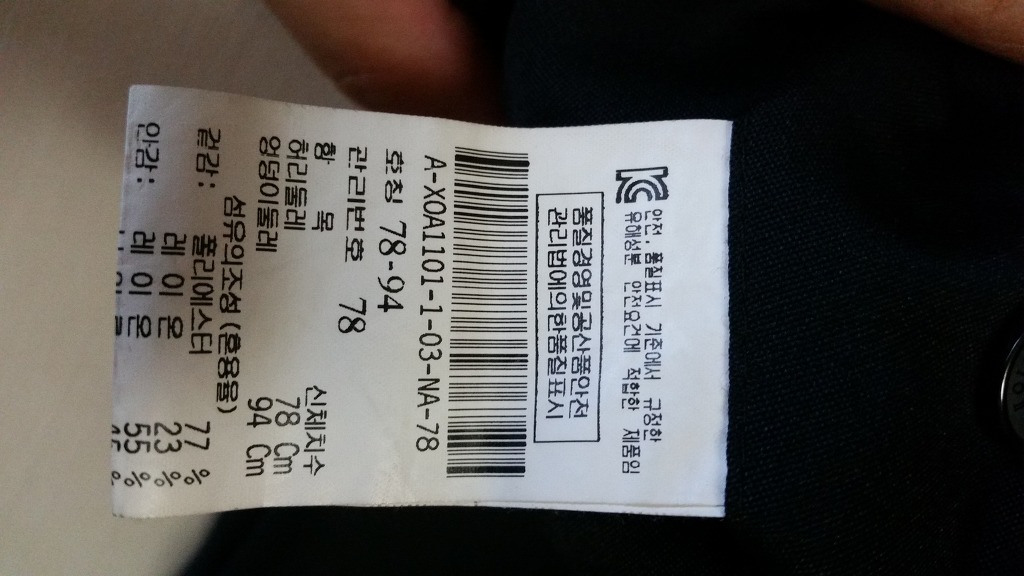 안전·품질표시 기준에서 규정한
유해성분 안전요건에 적합한 제품임
품질경영및공산품안전
관리법에의한품질표시
A-XOA1101-1-03-NA-78
호칭 78-94
관리번호 78
항 목 신체치수
허리둘레 78 Cm
엉덩이둘레 94 Cm
섬유의조성(혼용율)
겉감: 폴리에스터 77 %
레이온 23 %
안감: 레이온 55 %